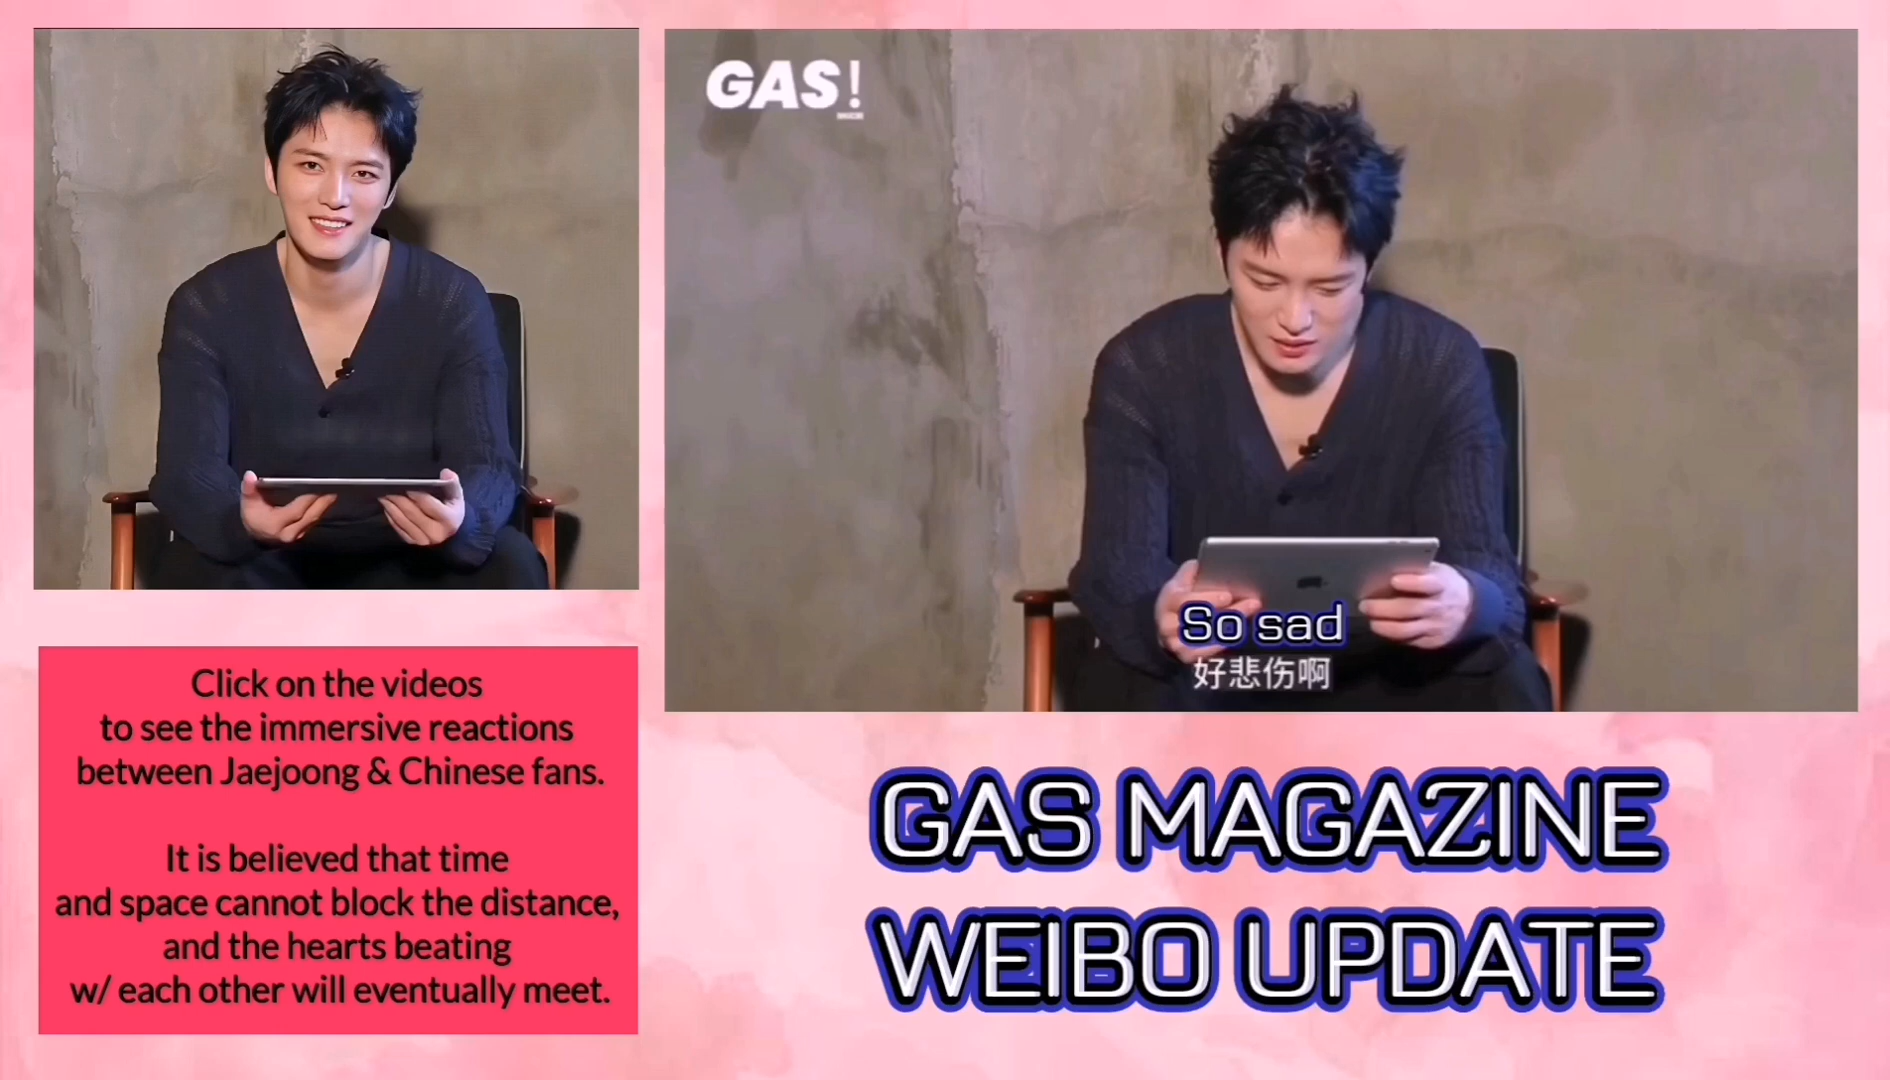 GAS!
So sad
好悲伤啊
Click on the videos
to see the immersive reactions
between Jaejoong & Chinese fans.
It is believed that time
and space cannot block the distance,
and the hearts beating
w/ each other will eventually meet.
GAS MAGAZINE
WEIBO UPDATE